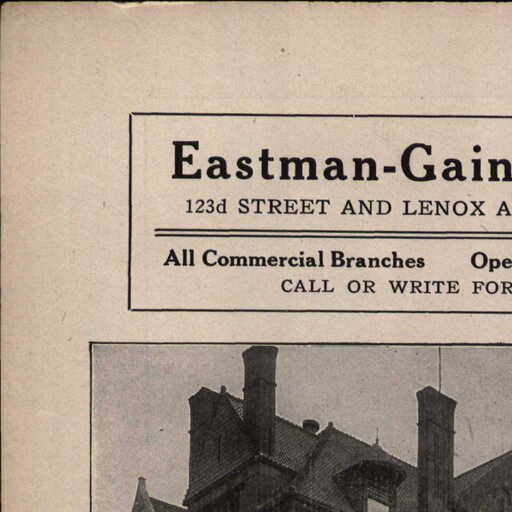 Eastman-Gain
123d STREET AND LENOX A
All Commercial Branches Ope
CALL OR WRITE FOR